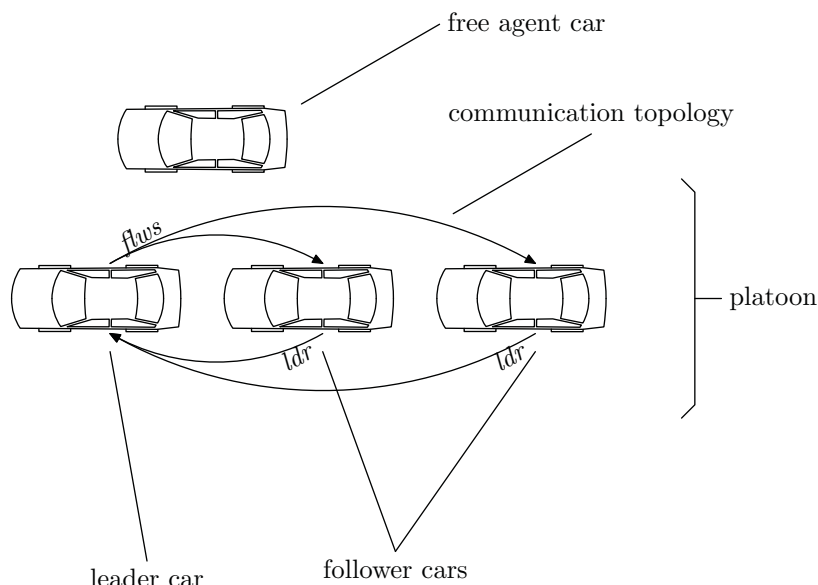 free agent car
communication topology
flws
platoon
ldr
ldr
follower cars
leader car